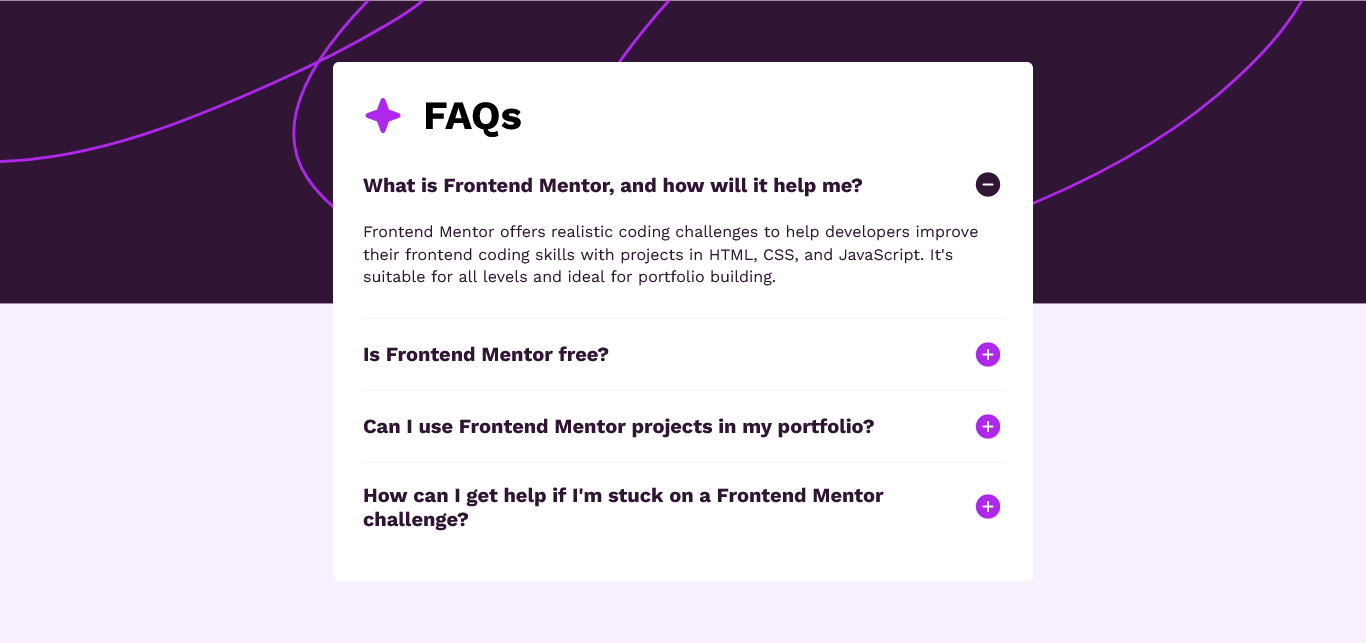 FAQs
What is Frontend Mentor, and how will it help me?
Frontend Mentor offers realistic coding challenges to help developers improve
their frontend coding skills with projects in HTML, CSS, and JavaScript. It's
suitable for all levels and ideal for portfolio building.
Is Frontend Mentor free?
Can I use Frontend Mentor projects in my portfolio?
How can I get help if I'm stuck on a Frontend Mentor
challenge?